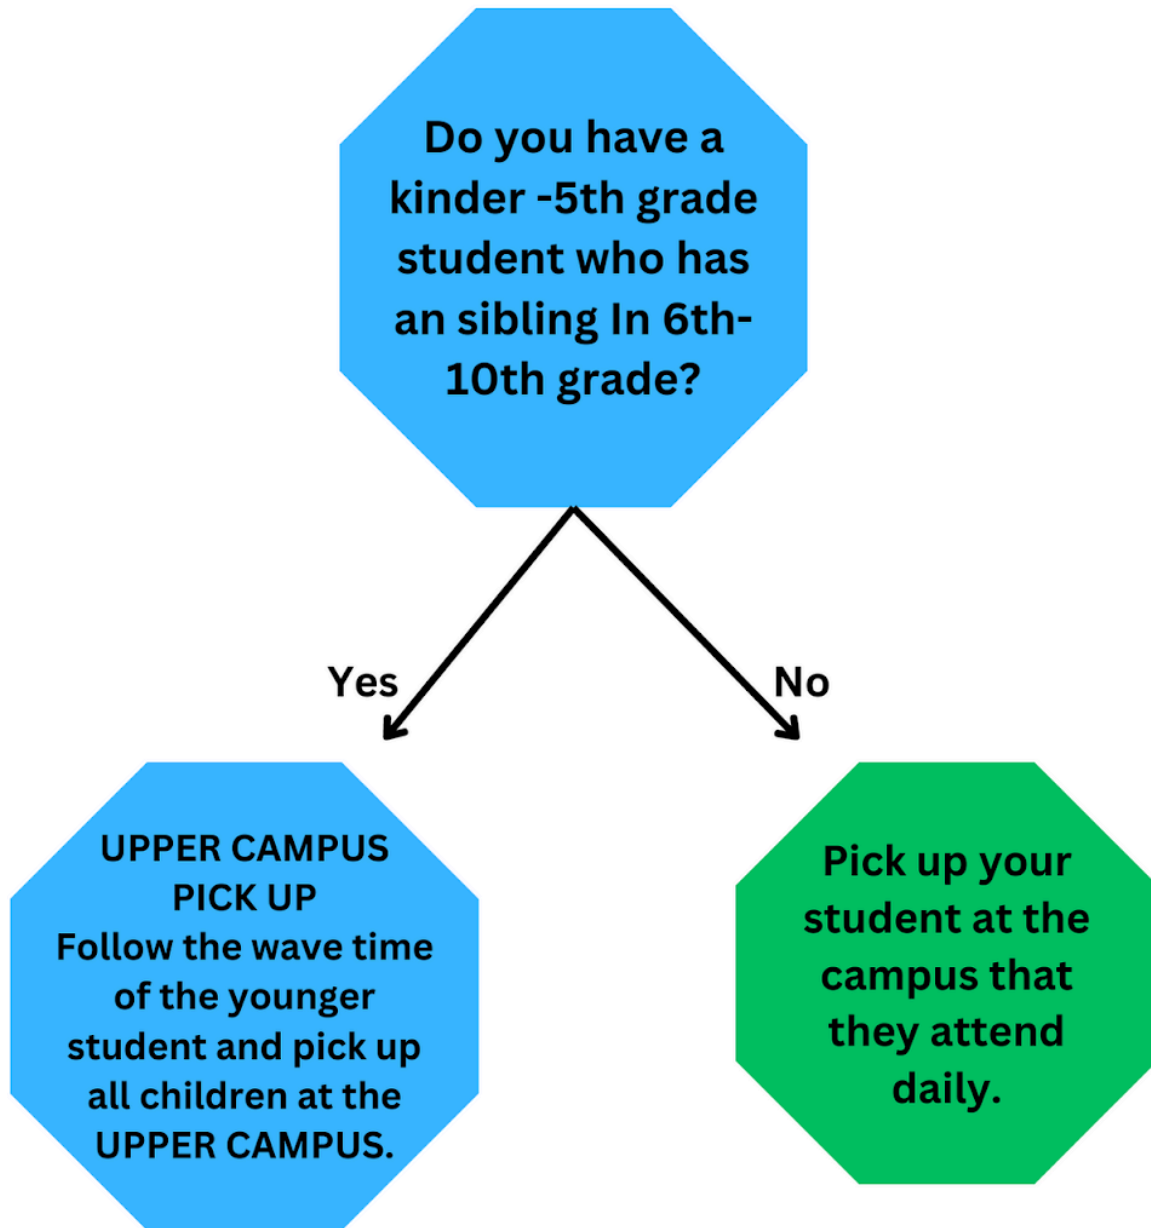 Do you have a
kinder -5th grade
student who has
an sibling In 6th-
10th grade?
Yes
No
UPPER CAMPUS
PICK UP
Follow the wave time
of the younger
student and pick up
all children at the
UPPER CAMPUS.
Pick up your
student at the
campus that
they attend
daily.